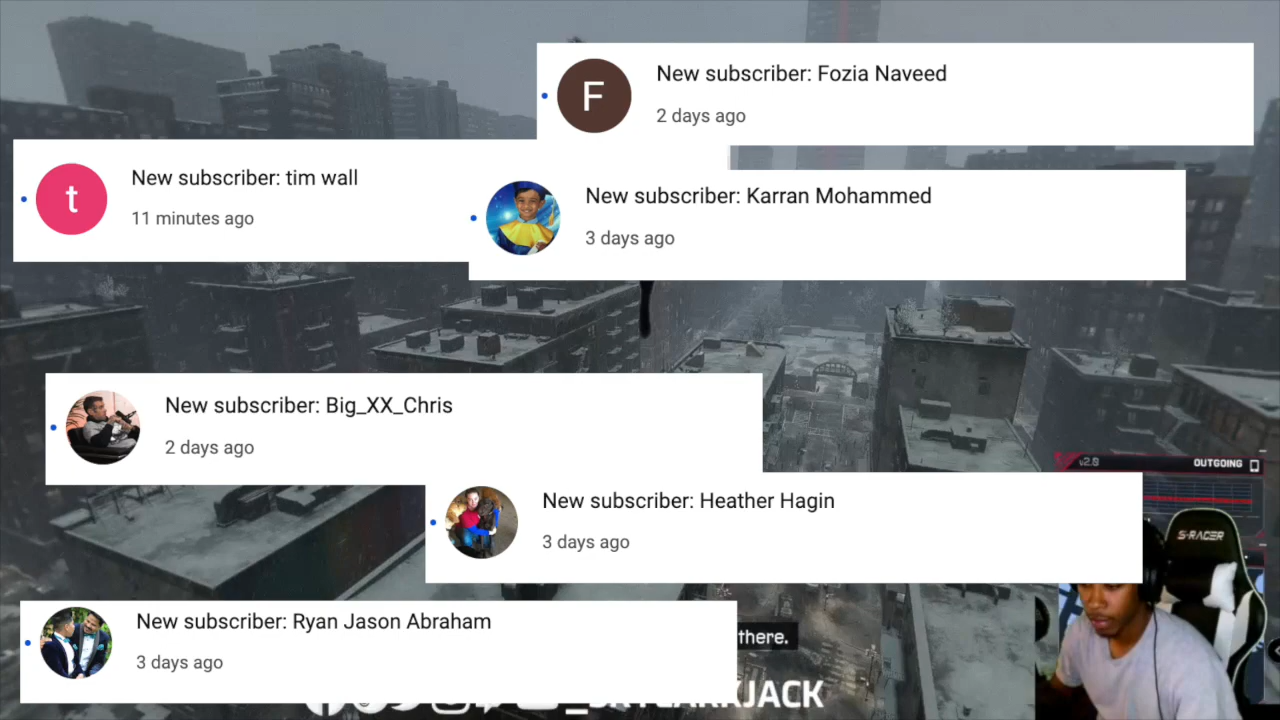 New subscriber: Fozia Naveed
2 days ago
F
New subscriber: tim wall
11 minutes ago
t
New subscriber: Karran Mohammed
3 days ago
New subscriber: Big_XX_Chris
2 days ago
v2.0
OUTGOING
New subscriber: Heather Hagin
3 days ago
S-RACER
New subscriber: Ryan Jason Abraham
3 days ago
there.